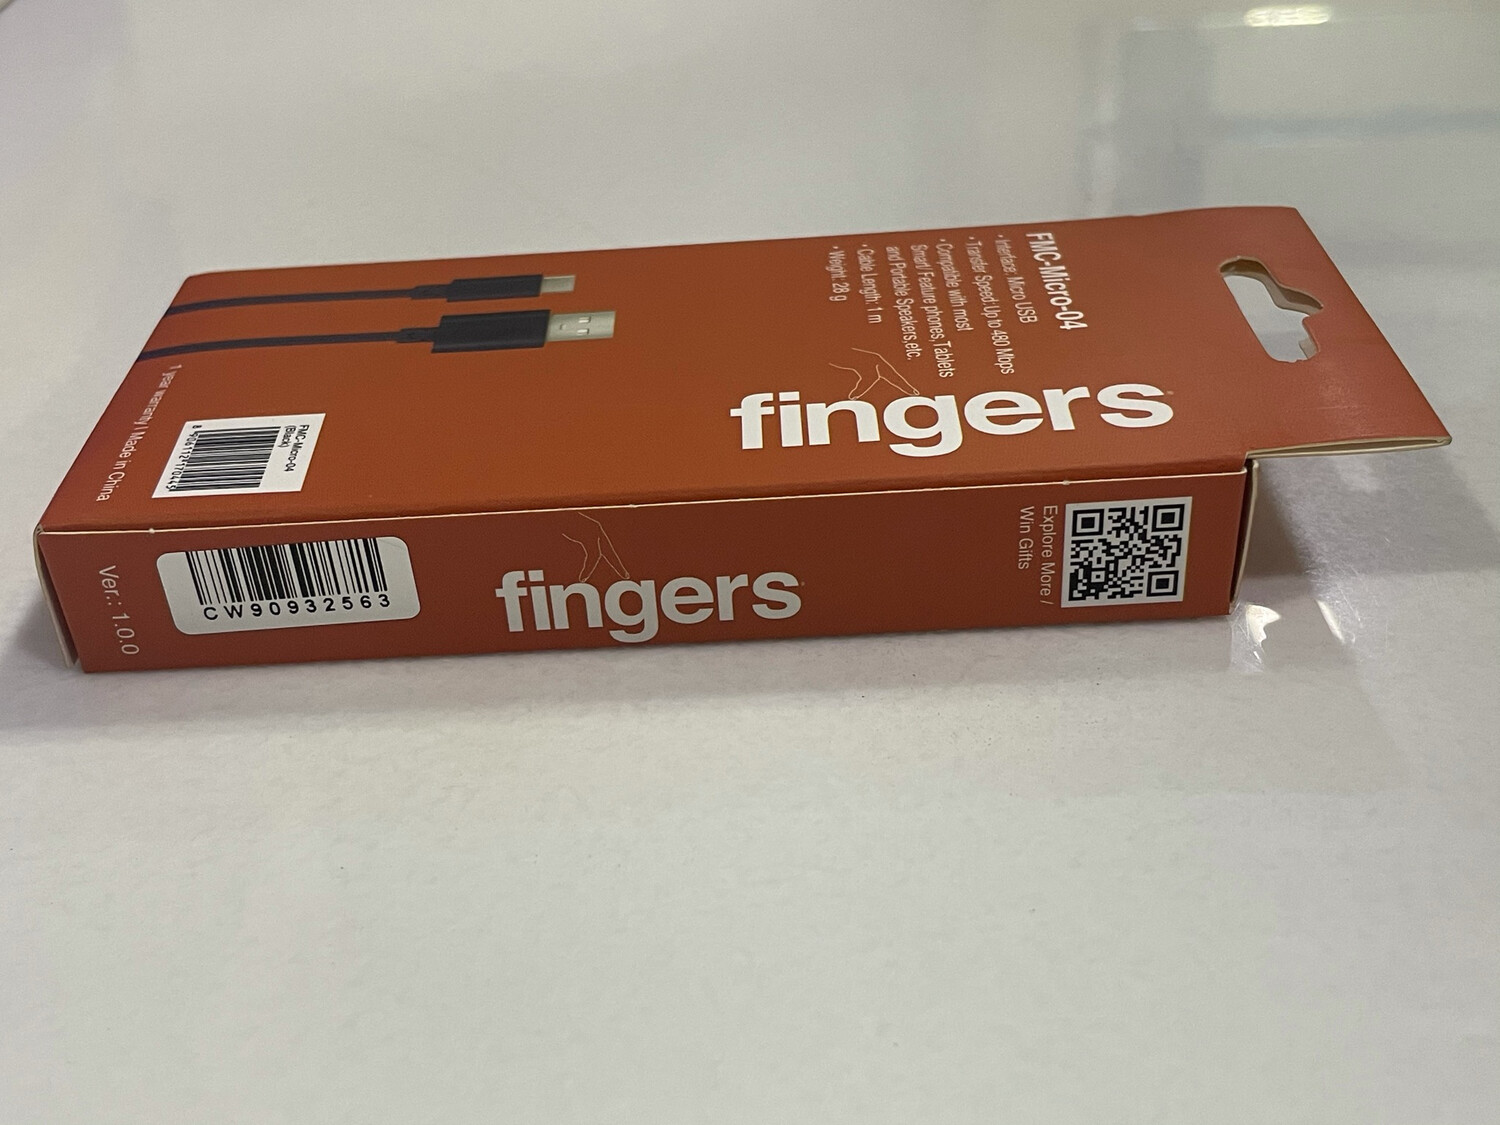 FMC-Micro-04
• Interface: Micro USB
• Transfer Speed: Up to 480 Mbps
• Compatible with most
Smart/ Feature phones,Tablets
and Portable Speakers,etc.
• Cable Length: 1 m
• Weight: 28 g
fingers
FMC-Micro-04
(Black)
1 year warranty | Made in China
Ver.: 1.0.0
CW90932563
fingers
Explore More /
Win Gifts